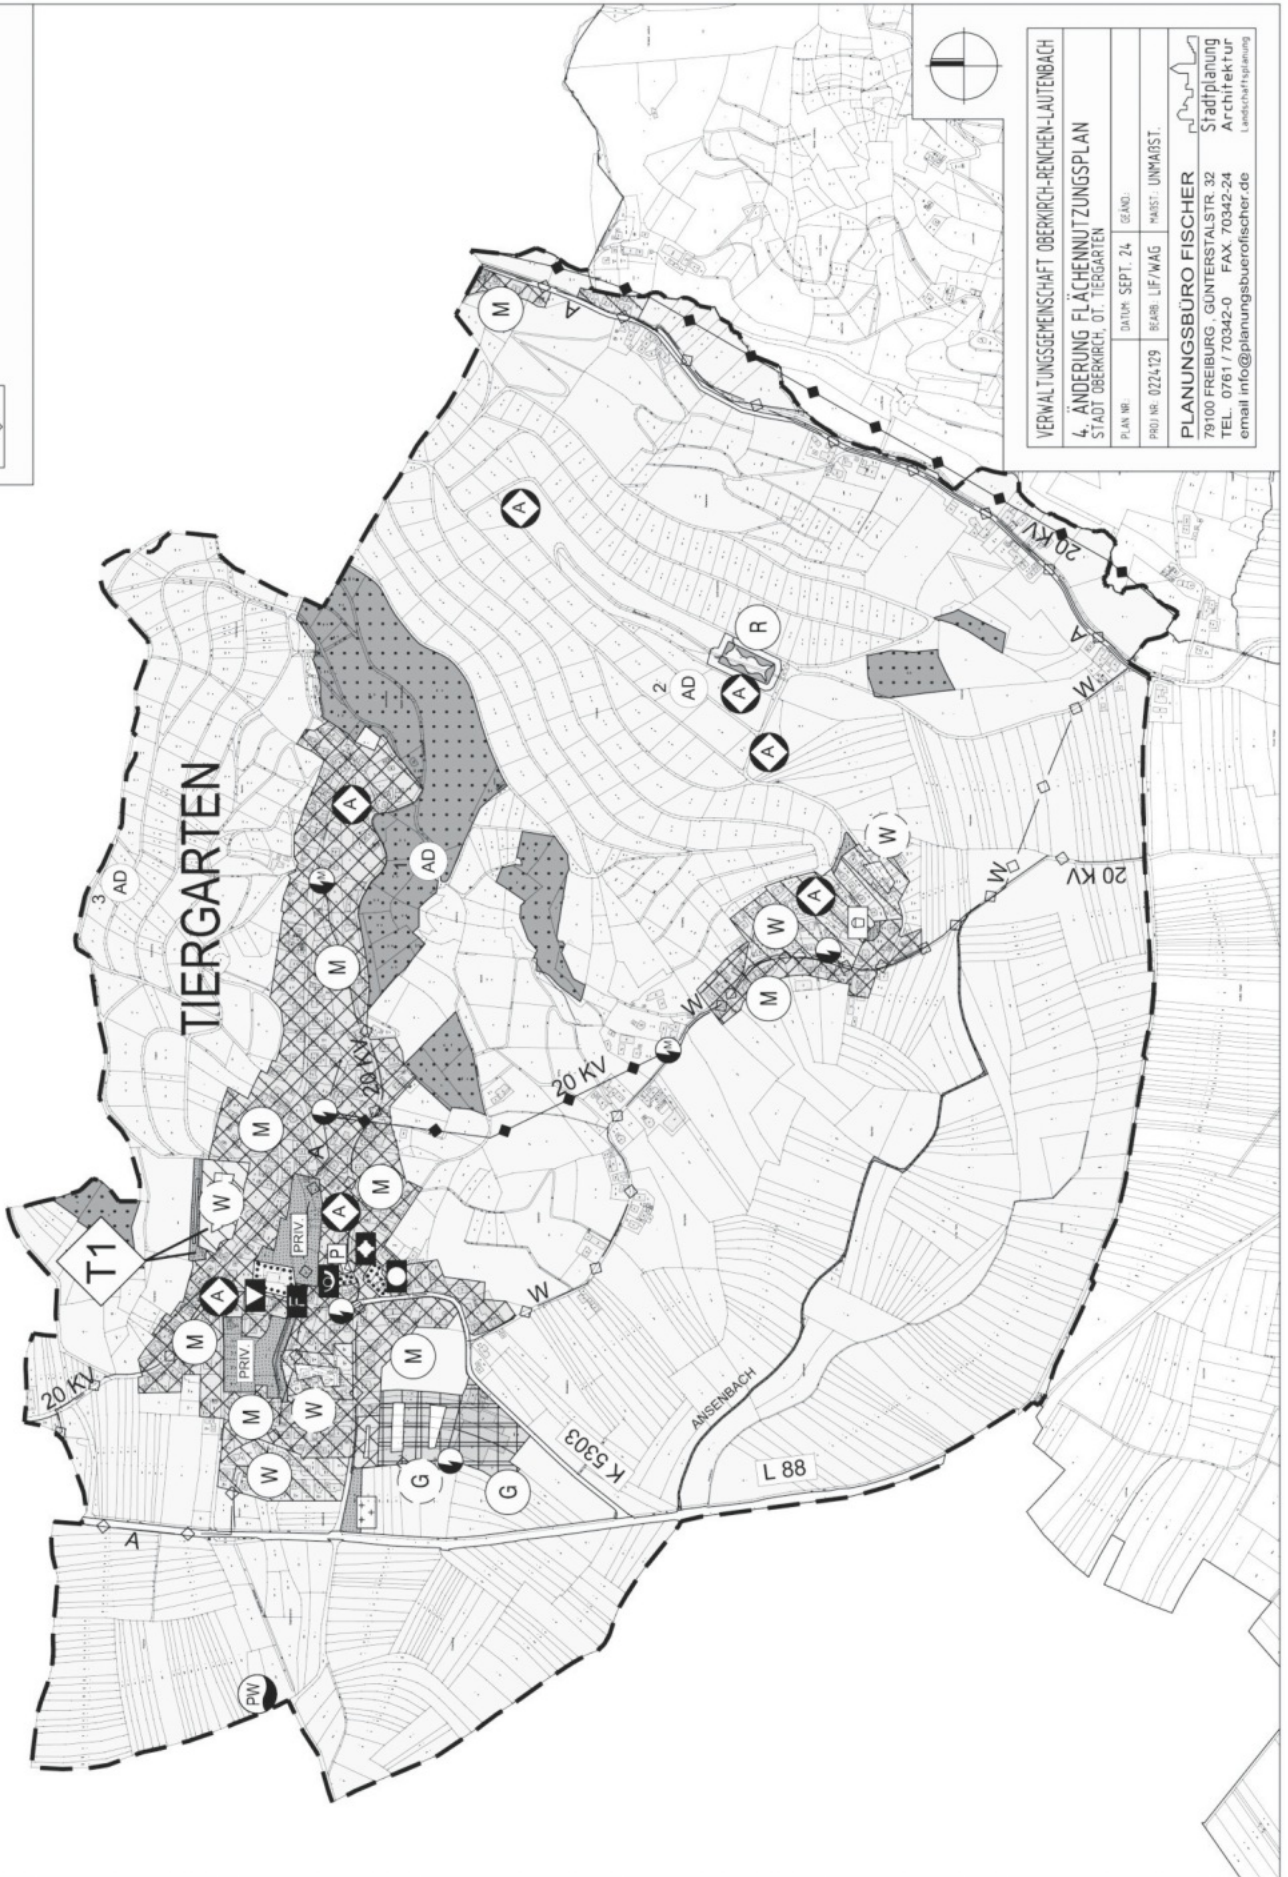 VERWALTUNGSGEMEINSCHAFT OBERKIRCH-RENCHEN-LAUTENBACH
4. ÄNDERUNG FLÄCHENNUTZUNGSPLAN
STADT OBERKIRCH, OT. TIERGARTEN
PLAN NR.:
DATUM: SEPT. 24
GEÄND.:
PROJ.NR.: 0224129
BEARB.: LIF/WAG
MAßST.: UNMAßST.
PLANUNGSBÜRO FISCHER
79100 FREIBURG GÜNTERSTALSTR. 32
TEL. 0761 / 70342-0 FAX. 70342-24
email info@planungsbuerofischer.de
Stadtplanung
Architektur
Landschaftsplanung
TIERGARTEN
T1
3
AD
1
AD
2
AD
A
A
A
A
A
A
A
A
A
A
A
R
M
M
M
M
M
M
M
M
M
M
W
W
W
W
W
W
W
W
W
G
G
PRIV.
PRIV.
P
F
PW
20 KV
20 KV
20 KV
20 KV
20 KV
K 5303
L 88
ANSENBACH